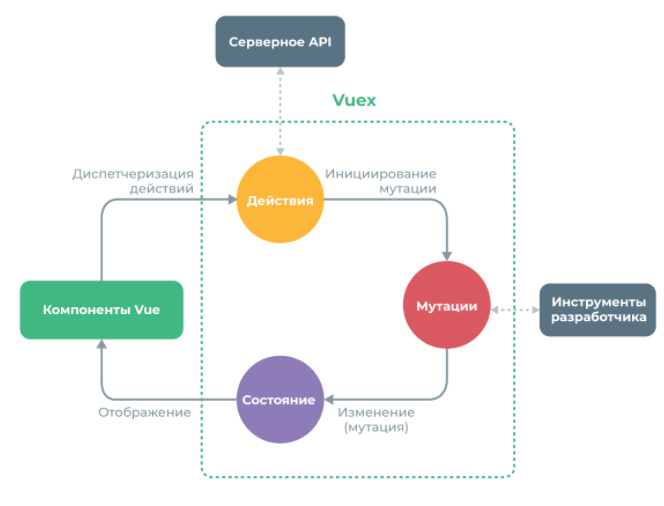 Серверное API
Vuex
Диспетчеризация
действий
Действия
Инициирование
мутации
Компоненты Vue
Мутации
Инструменты
разработчика
Состояние
Отображение
Изменение
(мутация)